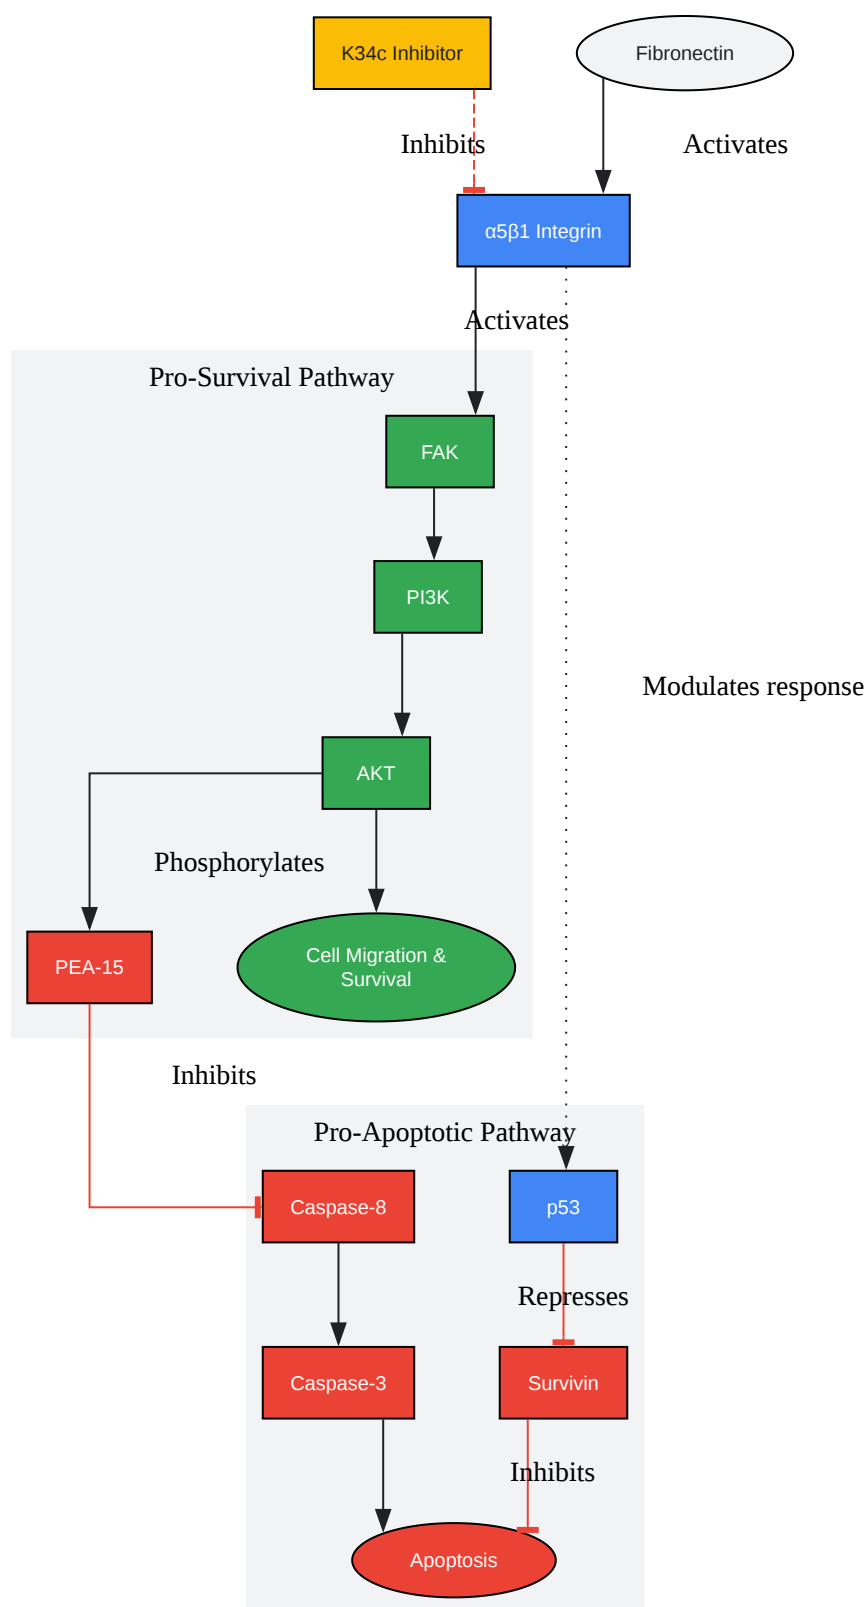 K34c Inhibitor
Fibronectin
Inhibits
Activates
α5β1 Integrin
Activates
Pro-Survival Pathway
FAK
PI3K
Modulates response
AKT
Phosphorylates
PEA-15
Cell Migration &
Survival
Inhibits
Pro-Apoptotic Pathway
Caspase-8
p53
Represses
Caspase-3
Survivin
Inhibits
Apoptosis